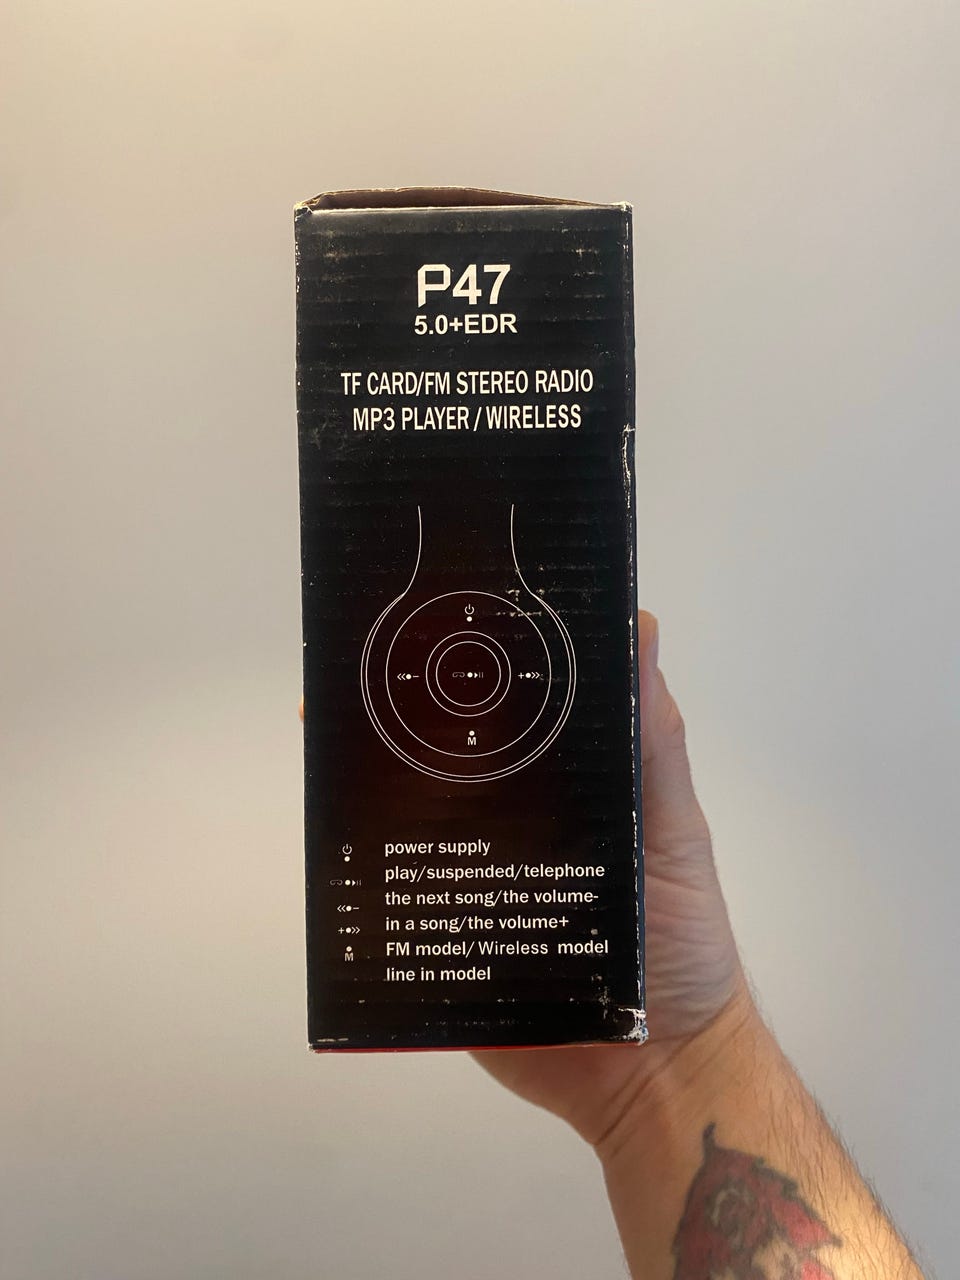 P47
5.0+EDR
TF CARD/FM STEREO RADIO
MP3 PLAYER / WIRELESS
M
power supply
play/suspended/telephone
the next song/the volume-
in a song/the volume+
M
FM model/ Wireless model
line in model